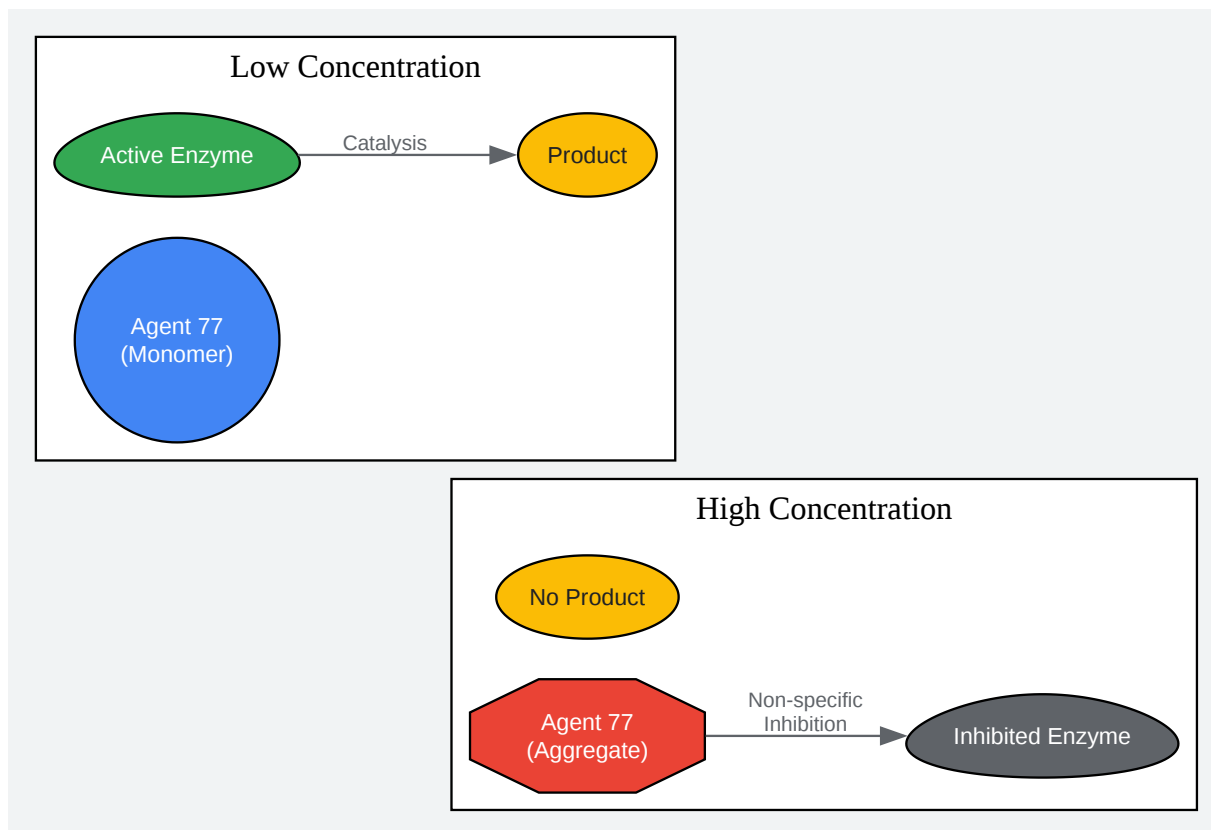 Low Concentration
Active Enzyme
Catalysis
Product
Agent 77
(Monomer)
High Concentration
No Product
Agent 77
(Aggregate)
Non-specific
Inhibition
Inhibited Enzyme